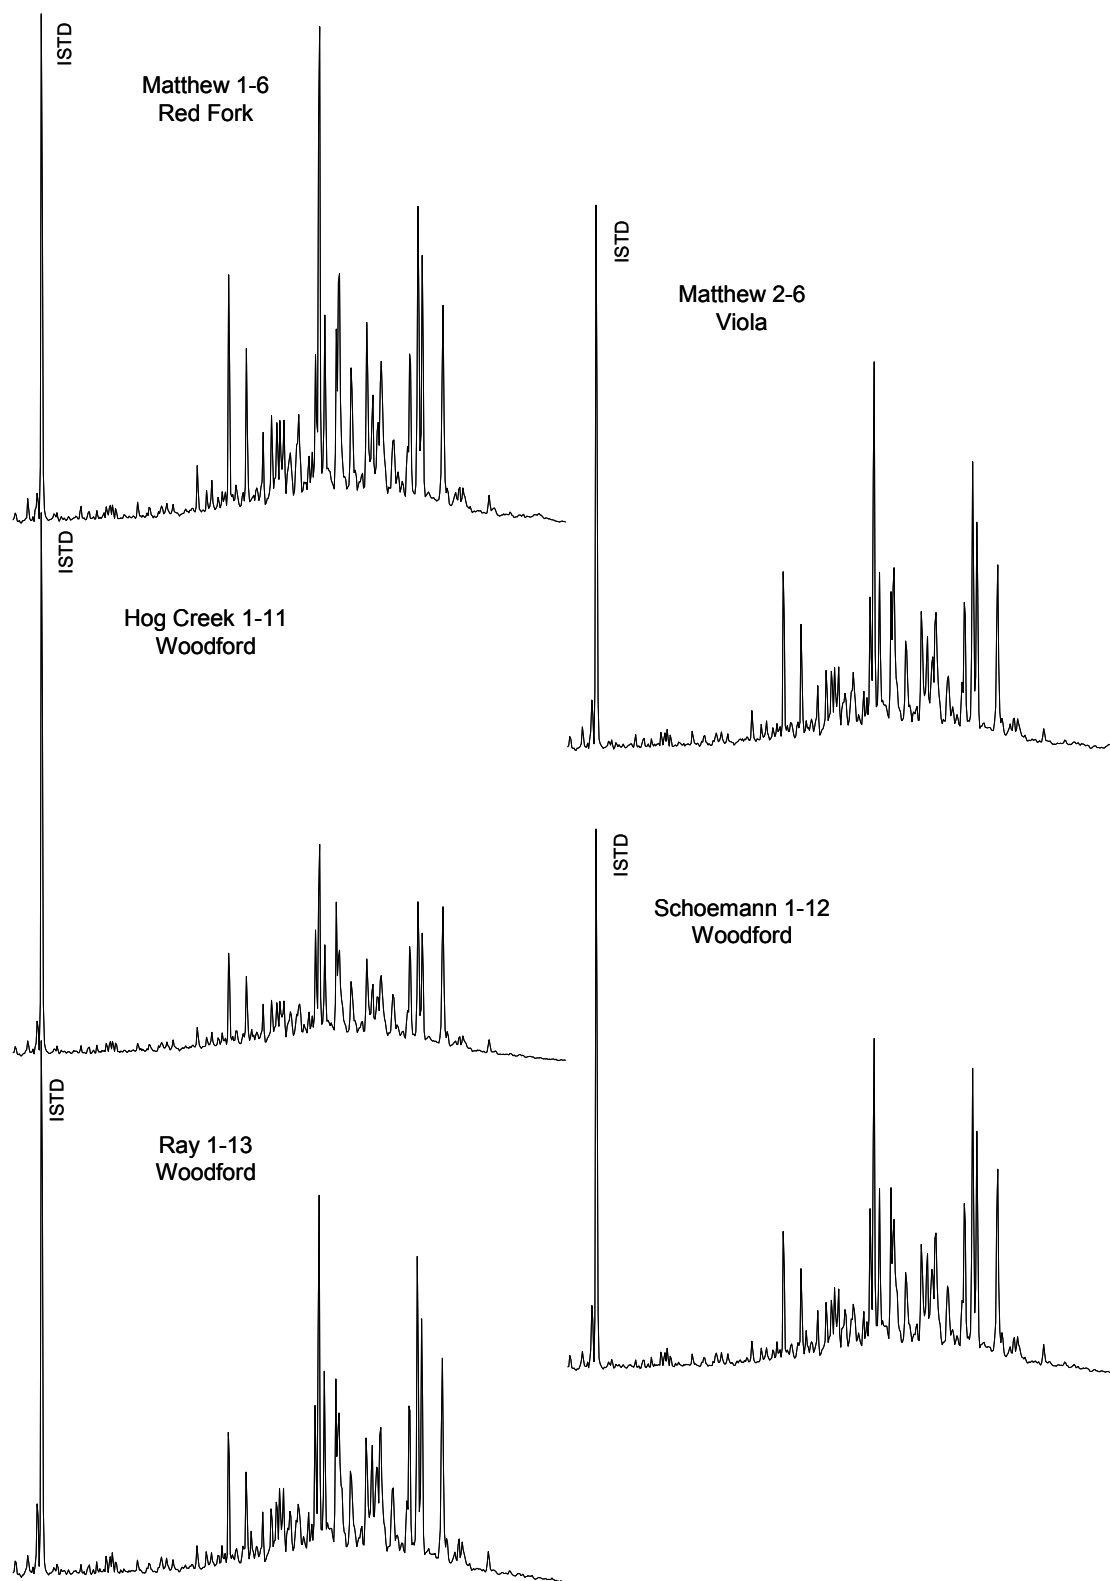 ISTD
Matthew 1-6
Red Fork
ISTD
Matthew 2-6
Viola
ISTD
Hog Creek 1-11
Woodford
ISTD
Schoemann 1-12
Woodford
ISTD
Ray 1-13
Woodford